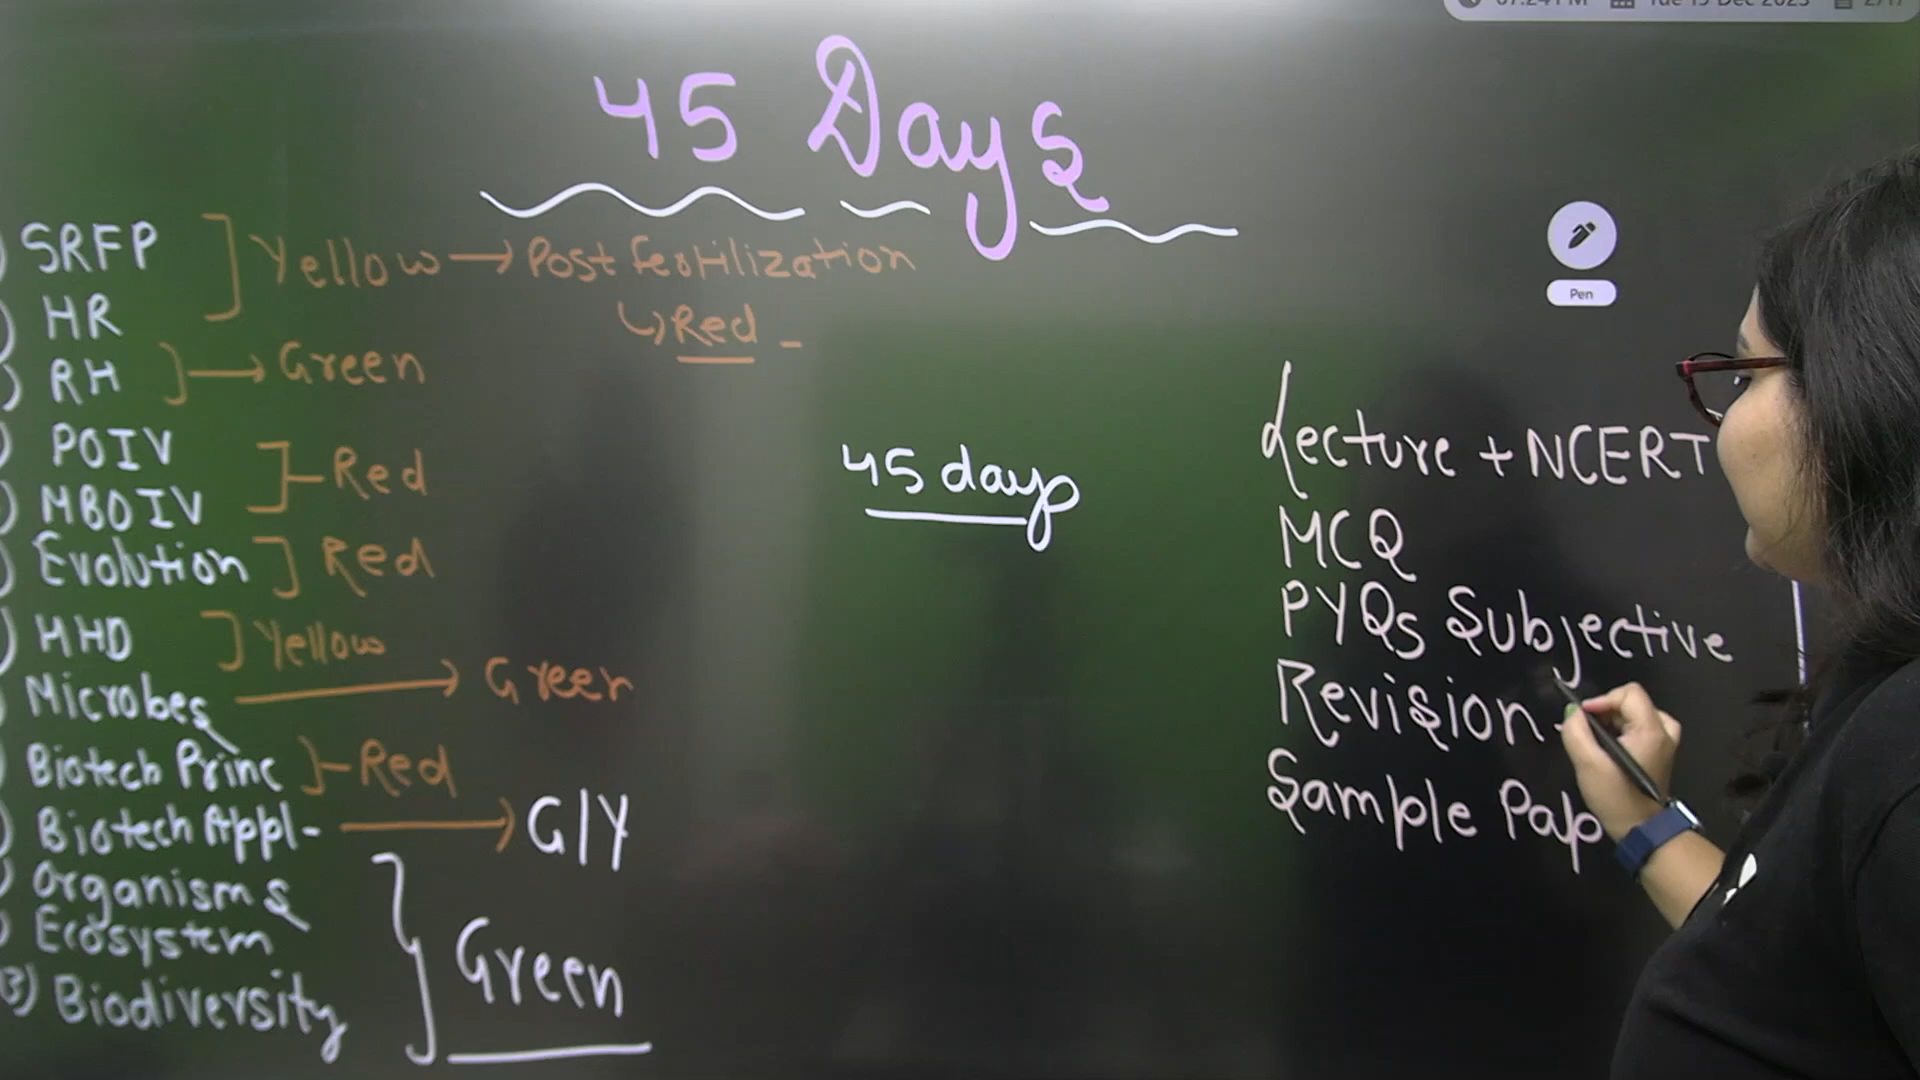 45 Days
SRFP
HR
Yellow → Post fertilization
↳ Red -
RH → Green
POIV
MBOIV
Red
Evolution Red
HHD Yellow
Microbes → Green
Biotech Princ Red
Biotech Appl- → G/Y
Organisms
Ecosystem
13) Biodiversity
Green
45 days
Pen
Lecture + NCERT
MCQ
PYQs Subjective
Revision -
Sample Pap